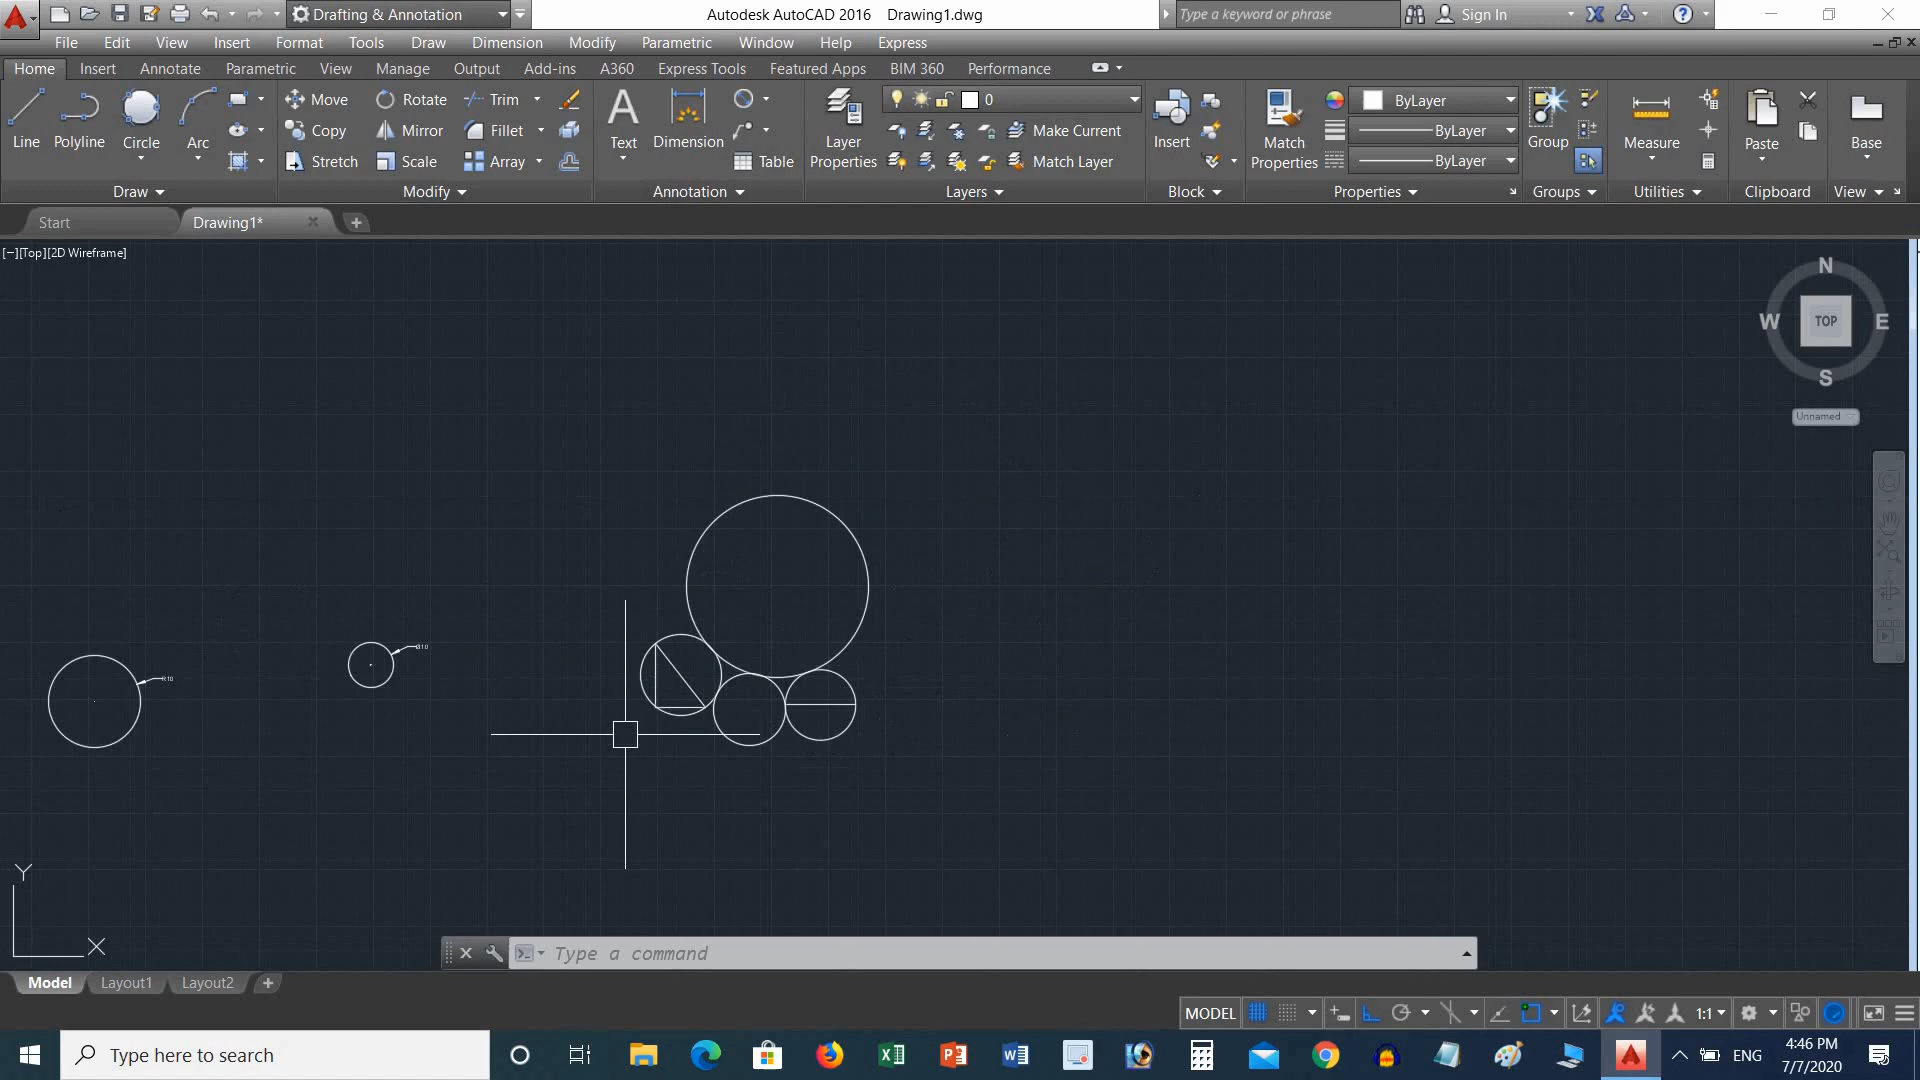 Drafting & Annotation
Autodesk AutoCAD 2016 Drawing1.dwg
Type a keyword or phrase
Sign In
File Edit View Insert Format Tools Draw Dimension Modify Parametric Window Help Express
Home Insert Annotate Parametric View Manage Output Add-ins A360 Express Tools Featured Apps BIM 360 Performance
Line
Polyline
Circle
Arc
Move
Rotate
Trim
Copy
Mirror
Fillet
Stretch
Scale
Array
Text
Dimension
Table
Layer
Properties
0
Make Current
Match Layer
Insert
Match
Properties
ByLayer
ByLayer
ByLayer
Group
Measure
Paste
Base
Draw
Modify
Annotation
Layers
Block
Properties
Groups
Utilities
Clipboard
View
Start
Drawing1*
[−][Top][2D Wireframe]
N
W
TOP
E
S
Unnamed
R10
Ø10
Y
X
Type a command
Model
Layout1
Layout2
MODEL
1:1
Type here to search
ENG
4:46 PM
7/7/2020